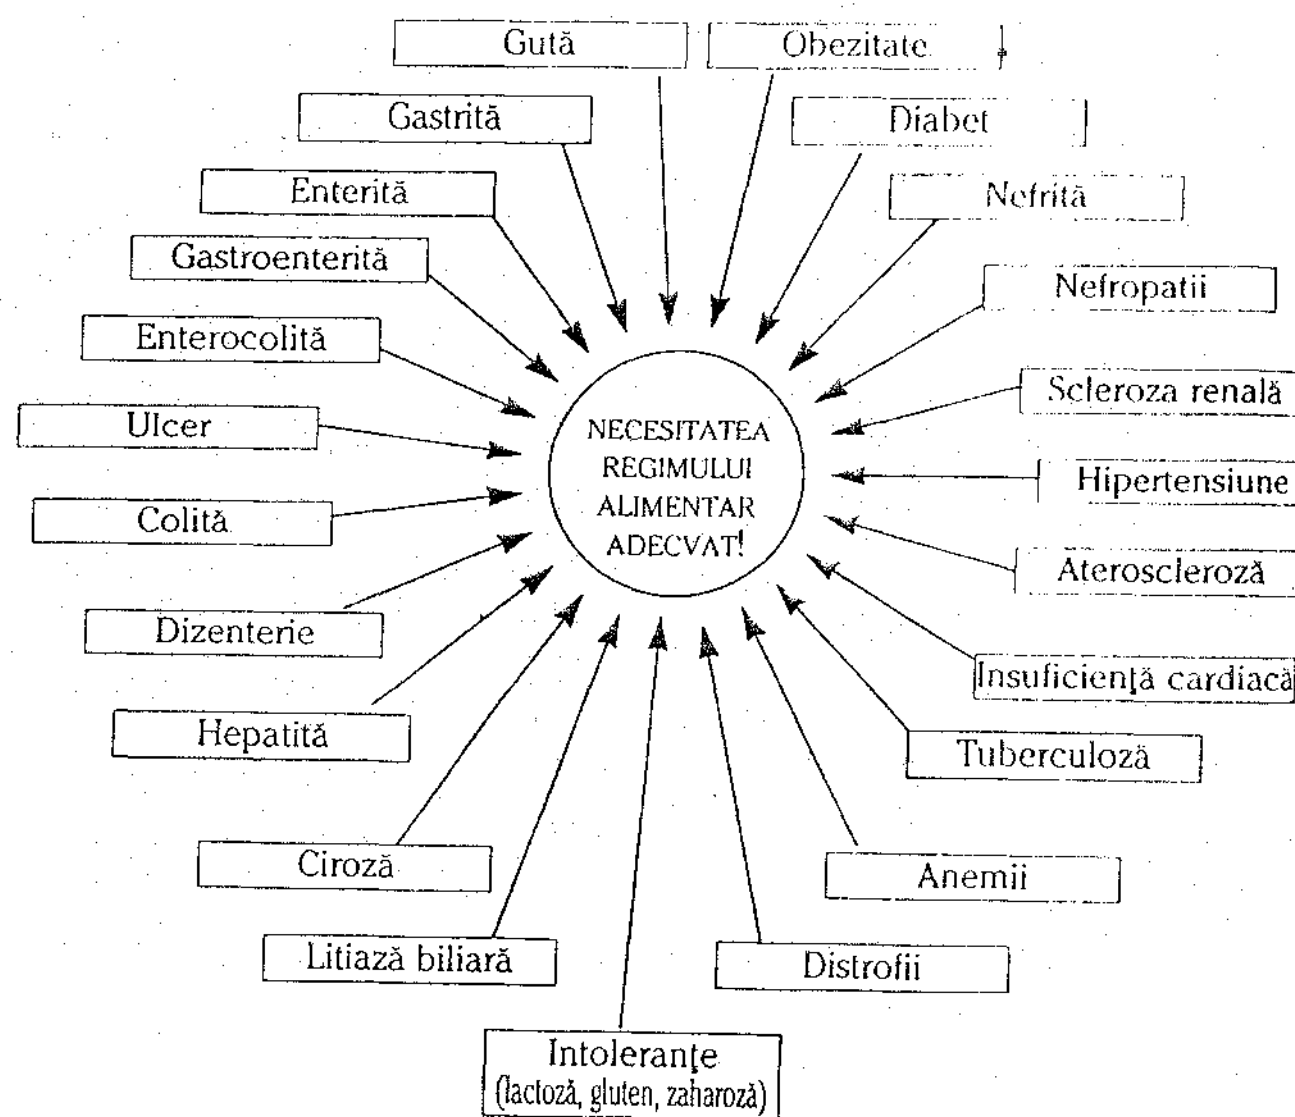 Gută
Obezitate
Gastrită
Diabet
Enterită
Nefrită
Gastroenterită
Nefropatii
Enterocolită
Scleroza renală
Ulcer
Hipertensiune
Colită
Ateroscleroză
NECESITATEA
REGIMULUI
ALIMENTAR
ADECVAT!
Dizenterie
Insuficienţă cardiacă
Hepatită
Tuberculoză
Ciroză
Anemii
Litiază biliară
Distrofii
Intoleranţe
(lactoză, gluten, zaharoză)